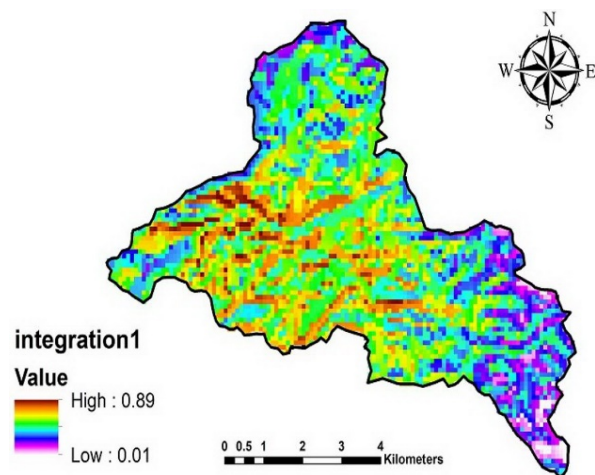 N
W E
S
integration1
Value
High : 0.89
Low : 0.01
0 0.5 1 2 3 4
Kilometers